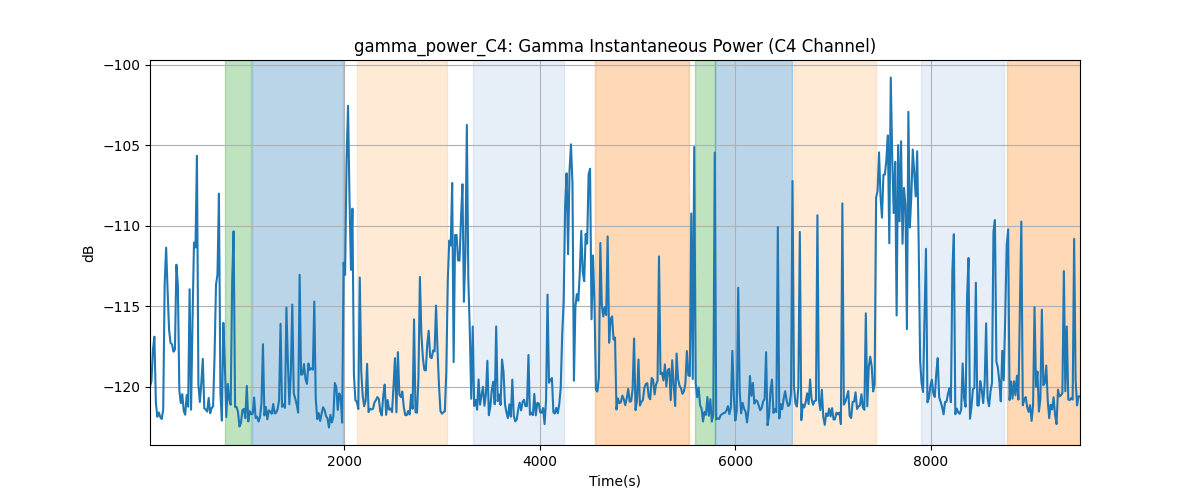 gamma_power_C4: Gamma Instantaneous Power (C4 Channel)
−100
−105
−110
−115
−120
dB
2000 4000 6000 8000
Time(s)